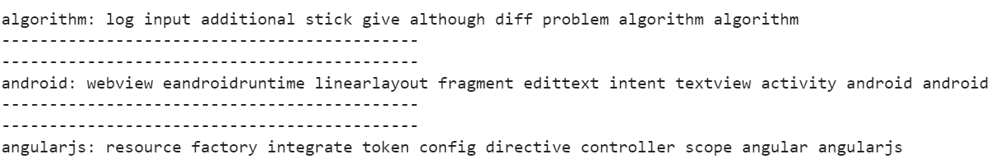 algorithm: log input additional stick give although diff problem algorithm algorithm
--------------------------------------------
--------------------------------------------
android: webview eandroidruntime linearlayout fragment edittext intent textview activity android android
--------------------------------------------
--------------------------------------------
angularjs: resource factory integrate token config directive controller scope angular angularjs